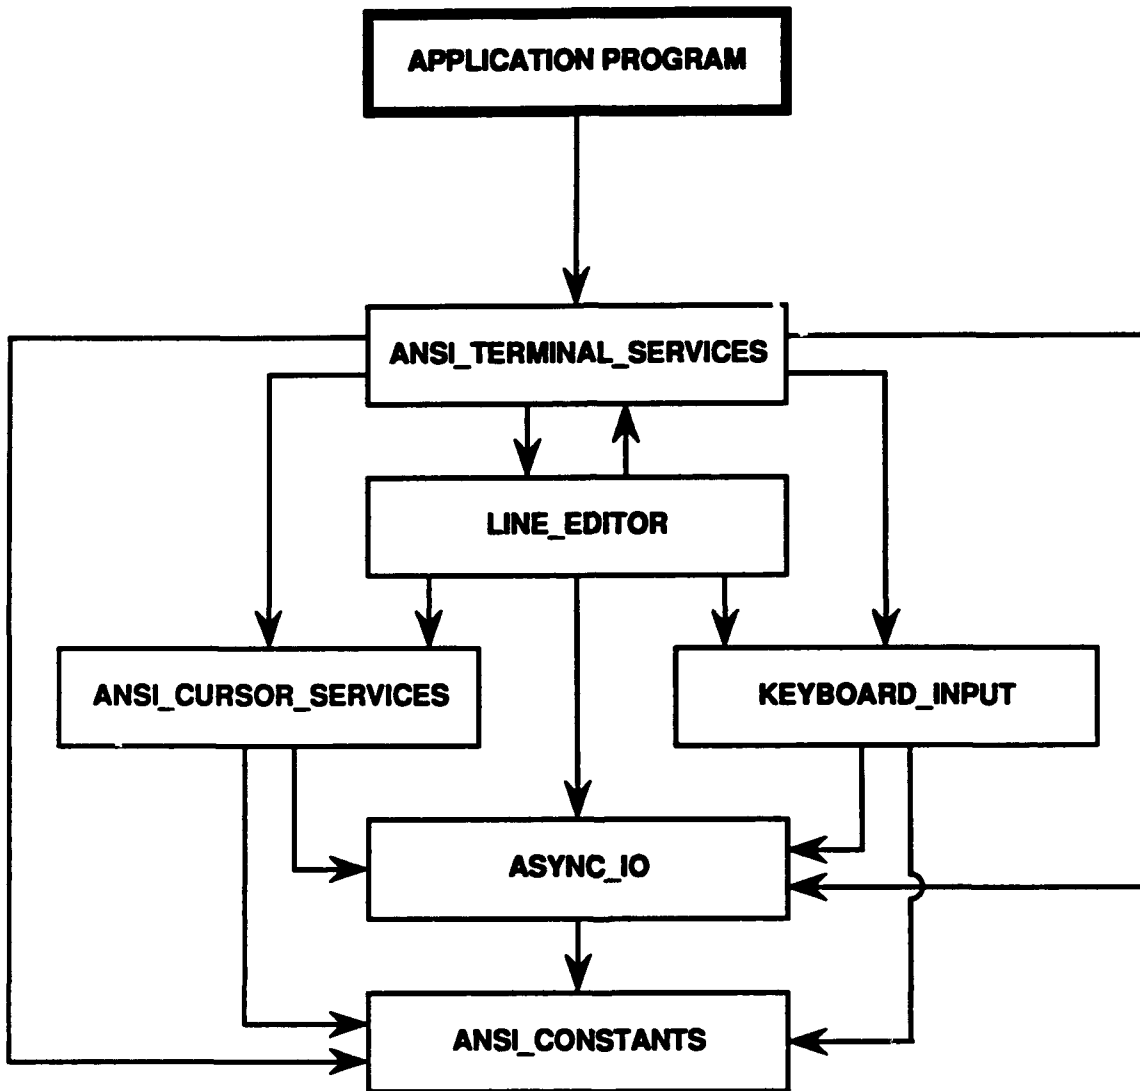 APPLICATION PROGRAM
ANSI_TERMINAL_SERVICES
LINE_EDITOR
ANSI_CURSOR_SERVICES
KEYBOARD_INPUT
ASYNC_IO
ANSI_CONSTANTS